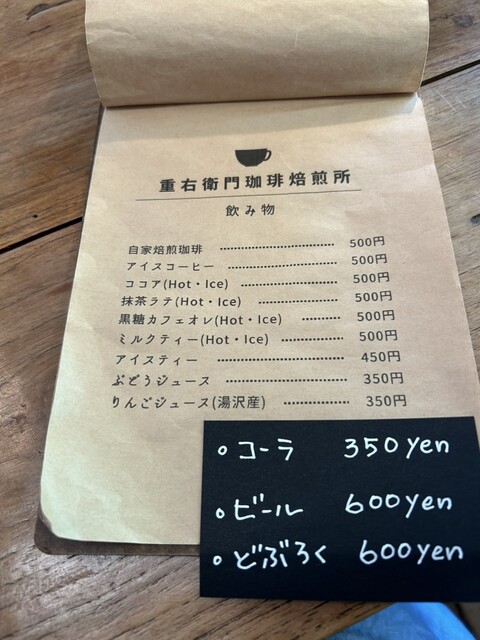 重右衛門珈琲焙煎所
飲み物
自家焙煎珈琲 ........................ 500円
アイスコーヒー ........................ 500円
ココア(Hot・Ice) ........................ 500円
抹茶ラテ(Hot・Ice) ........................ 500円
黒糖カフェオレ(Hot・Ice) ............ 500円
ミルクティー(Hot・Ice) ................ 500円
アイスティー ........................ 450円
ぶどうジュース ........................ 350円
りんごジュース(湯沢産) ................ 350円
。コーラ 350yen
。ビール 600yen
。どぶろく 600yen